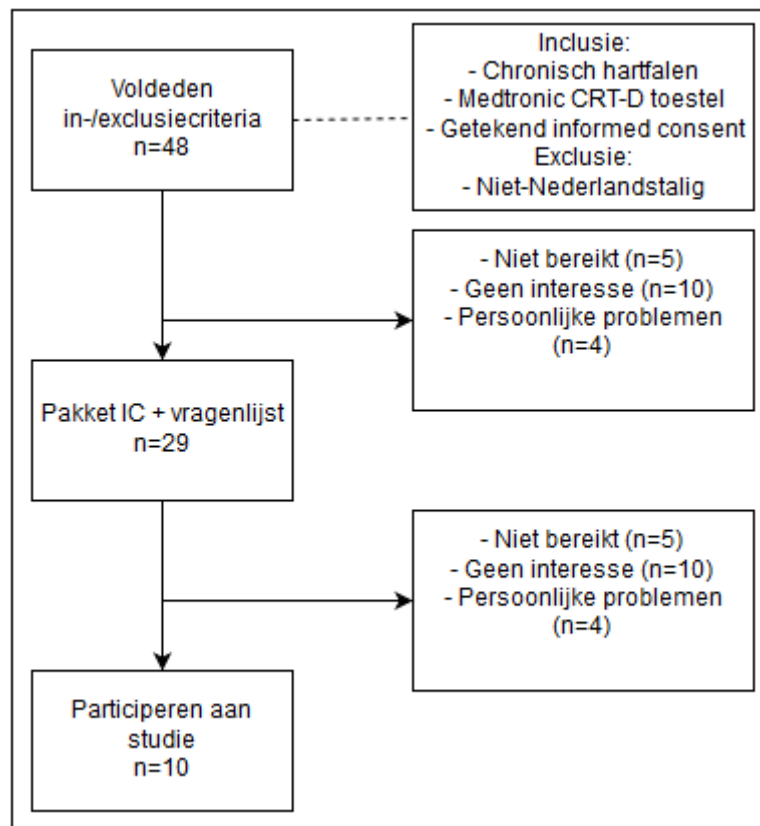 Voldeden
in-/exclusiecriteria
n=48
Inclusie:
- Chronisch hartfalen
- Medtronic CRT-D toestel
- Getekend informed consent
Exclusie:
- Niet-Nederlandstalig
- Niet bereikt (n=5)
- Geen interesse (n=10)
- Persoonlijke problemen
(n=4)
Pakket IC + vragenlijst
n=29
- Niet bereikt (n=5)
- Geen interesse (n=10)
- Persoonlijke problemen
(n=4)
Participeren aan
studie
n=10